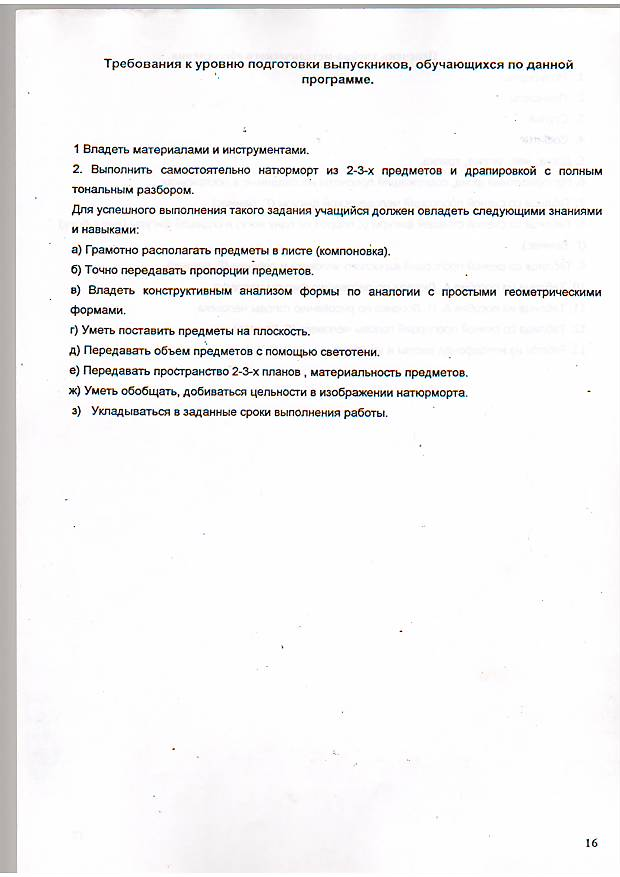 Требования к уровню подготовки выпускников, обучающихся по данной
программе.
1 Владеть материалами и инструментами.
2. Выполнить самостоятельно натюрморт из 2-3-х предметов и драпировкой с полным
тональным разбором.
Для успешного выполнения такого задания учащийся должен овладеть следующими знаниями
и навыками:
а) Грамотно располагать предметы в листе (компоновка).
б) Точно передавать пропорции предметов.
в) Владеть конструктивным анализом формы по аналогии с простыми геометрическими
формами.
г) Уметь поставить предметы на плоскость.
д) Передавать объем предметов с помощью светотени.
е) Передавать пространство 2-3-х планов , материальность предметов.
ж) Уметь обобщать, добиваться цельности в изображении натюрморта.
з) Укладываться в заданные сроки выполнения работы.
16